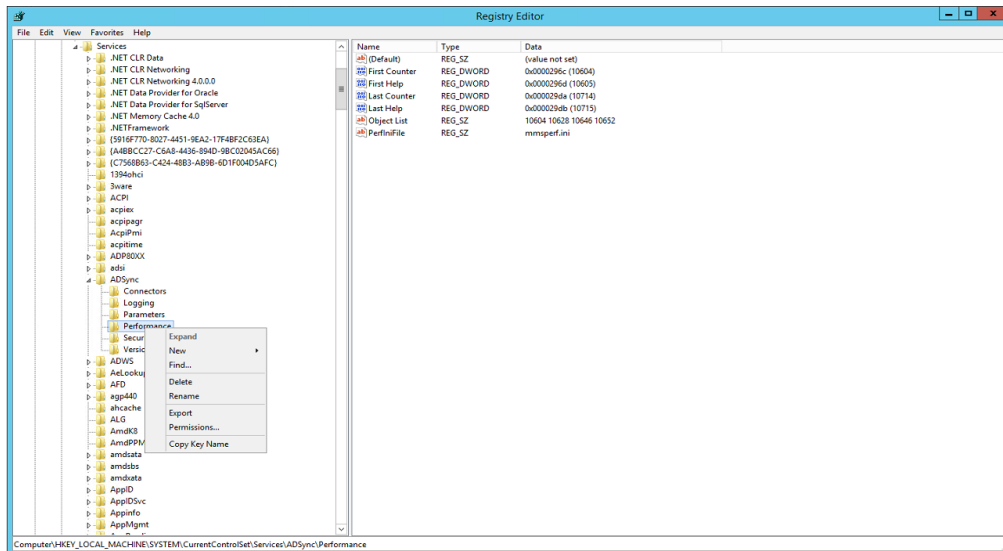 Registry Editor
File Edit View Favorites Help
Services
.NET CLR Data
.NET CLR Networking
.NET CLR Networking 4.0.0.0
.NET Data Provider for Oracle
.NET Data Provider for SqlServer
.NET Memory Cache 4.0
.NETFramework
{5916F770-8027-4451-9EA2-17F4BF2C63EA}
{A4BBCC27-C6A8-4436-894D-9BC02045AC66}
{C7568B63-C424-48B3-AB9B-6D1F004D5AFC}
1394ohci
3ware
ACPI
acpiex
acpipagr
AcpiPmi
acpitime
ADP80XX
adsi
ADSync
Connectors
Logging
Parameters
Performance
Secur
Versio
ADWS
AeLooku
AFD
agp440
ahcache
ALG
AmdK8
AmdPPM
amdsata
amdsbs
amdxata
AppID
AppIDSvc
Appinfo
AppMgmt
Expand
New
Find...
Delete
Rename
Export
Permissions...
Copy Key Name
Name Type Data
(Default) REG_SZ (value not set)
First Counter REG_DWORD 0x0000296c (10604)
First Help REG_DWORD 0x0000296d (10605)
Last Counter REG_DWORD 0x000029da (10714)
Last Help REG_DWORD 0x000029db (10715)
Object List REG_SZ 10604 10628 10646 10652
PerfIniFile REG_SZ mmsperf.ini
Computer\HKEY_LOCAL_MACHINE\SYSTEM\CurrentControlSet\Services\ADSync\Performance